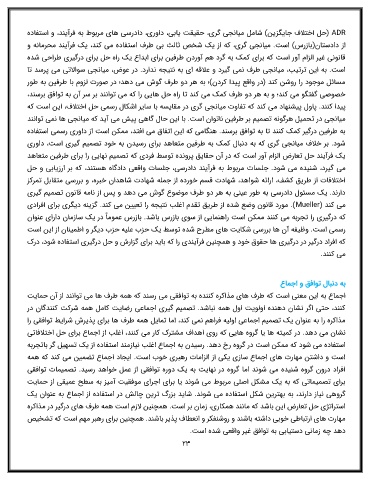 ADR (حل اختلاف جایگزین) شامل میانجی گری، حقیقت یابی، داوری، دادرسی های مربوط به فرآیند، و استفاده
از دادستان(بازرس) است. میانجی گری، که از یک شخص ثالث بی طرف استفاده می کند، یک فرآیند محرمانه و
قانونی غیر الزام آور است که برای کمک به گرد هم آوردن طرفین برای ابداع یک راه حل برای درگیری طراحی شده
است. به این ترتیب، میانجی طرف نمی گیرد و علاقه ای به نتیجه ندارد. در عوض، میانجی سوالاتی می پرسد تا
مسائل موجود را روشن کند (در واقع پیدا کردن)؛ به هر دو طرف گوش می دهد؛ در صورت لزوم با طرفین به طور
خصوصی گفتگو می کند؛ و به هر دو طرف کمک می کند تا راه حل هایی را که می توانند بر سر آن به توافق برسند،
پیدا کنند. پاول پیشنهاد می کند که تفاوت میانجی گری در مقایسه با سایر اشکال رسمی حل اختلاف، این است که
میانجی در تحمیل هرگونه تصمیم بر طرفین ناتوان است. با این حال گاهی پیش می آید که میانجی ها نمی توانند
به طرفین درگیر کمک کنند تا به توافق برسند. هنگامی که این اتفاق می افتد، ممکن است از داوری رسمی استفاده
شود. بر خلاف میانجی گری که به دنبال کمک به طرفین متعاهد برای رسیدن به خود تصمیم گیری است، داوری
یک فرآیند حل تعارض الزام آور است که در آن حقایق پرونده توسط فردی که تصمیم نهایی را برای طرفین متعاهد
می گیرد، شنیده می شود. جلسات مربوط به فرآیند دادرسی، جلسات واقعی دادگاه هستند، که بر ارزیابی و حل
اختلافات از طریق کشف، ارائه شواهد، شهادت قسم خورده از جمله شهادت شاهدان خبره، و بررسی متقابل تمرکز
دارند. یک مسئول دادرسی به طور عینی به هر دو طرف موضوع گوش می دهد و پس از نامه قانون تصمیم گیری
می کند (Mueller). مورد قانون وضع شده از طریق تقدم اغلب نتیجه را تعیین می کند. گزینه دیگری برای افرادی
که درگیری را تجربه می کنند ممکن است راهنمایی از سوی بازرس باشد. بازرس عموماً در یک سازمان دارای عنوان
رسمی است. وظیفه آن ها بررسی شکایت های مطرح شده توسط یک حزب علیه حزب دیگر و اطمینان از این است
که افراد درگیر در درگیری ها حقوق خود و همچنین فرآیندی را که باید برای گزارش و حل درگیری استفاده شود، درک
می کنند.
به دنبال توافق و اجماع
اجماع به این معنی است که طرف های مذاکره کننده به توافقی می رسند که همه طرف ها می توانند از آن حمایت
کنند، حتی اگر نشان دهنده اولویت اول همه نباشد. تصمیم گیری اجماعی رضایت کامل همه شرکت کنندگان در
مذاکره را به عنوان یک تصمیم اجماعی اولیه فراهم نمی کند، اما تمایل همه طرف ها برای پذیرش شرایط توافقی را
نشان می دهد. در کمیته ها یا گروه هایی که روی اهداف مشترک کار می کنند، اغلب از اجماع برای حل اختلافاتی
استفاده می شود که ممکن است در گروه رخ دهد. رسیدن به اجماع اغلب نیازمند استفاده از یک تسهیل گر باتجربه
است و داشتن مهارت های اجماع سازی یکی از الزامات رهبری خوب است. ایجاد اجماع تضمین می کند که همه
افراد درون گروه شنیده می شوند اما گروه در نهایت به یک دوره توافقی از عمل خواهد رسید. تصمیمات توافقی
برای تصمیماتی که به یک مشکل اصلی مربوط می شوند یا برای اجرای موفقیت آمیز به سطح عمیقی از حمایت
گروهی نیاز دارند، به بهترین شکل استفاده می شوند. شاید بزرگ ترین چالش در استفاده از اجماع به عنوان یک
استراتژی حل تعارض این باشد که مانند همکاری، زمان بر است. همچنین لازم است همه طرف های درگیر در مذاکره
مهارت های ارتباطی خوبی داشته باشند و روشنفکر و انعطاف پذیر باشند. همچنین برای رهبر مهم است که تشخیص
دهد چه زمانی دستیابی به توافق غیر واقعی شده است.
۲۳